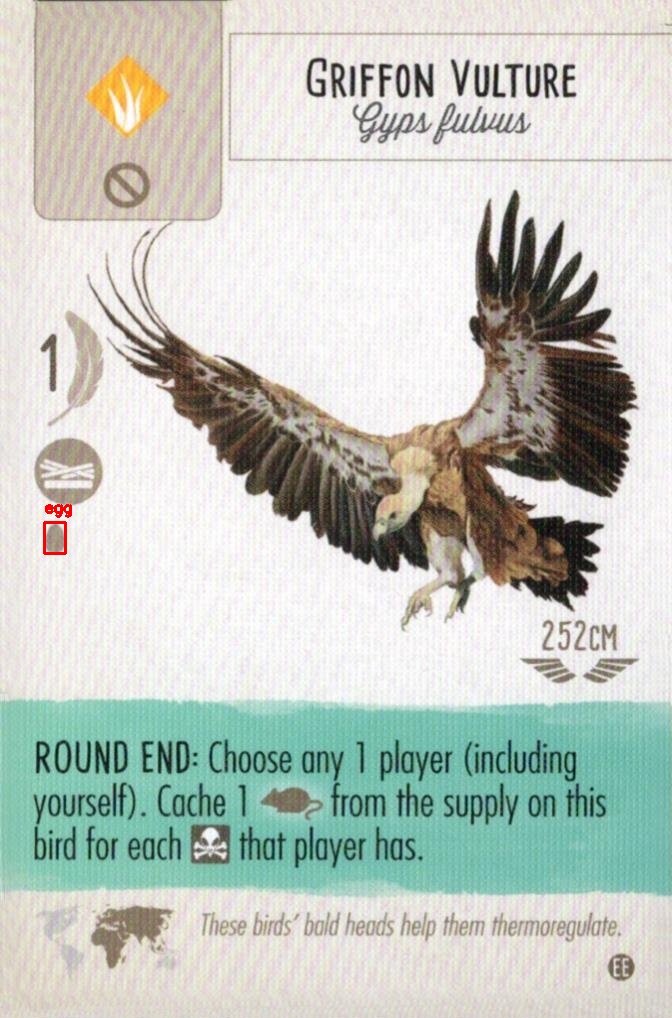 GRIFFON VULTURE
Gyps fulvus
1
egg
252CM
ROUND END: Choose any 1 player (including
yourself). Cache 1 from the supply on this
bird for each that player has.
These birds' bald heads help them thermoregulate.
EE